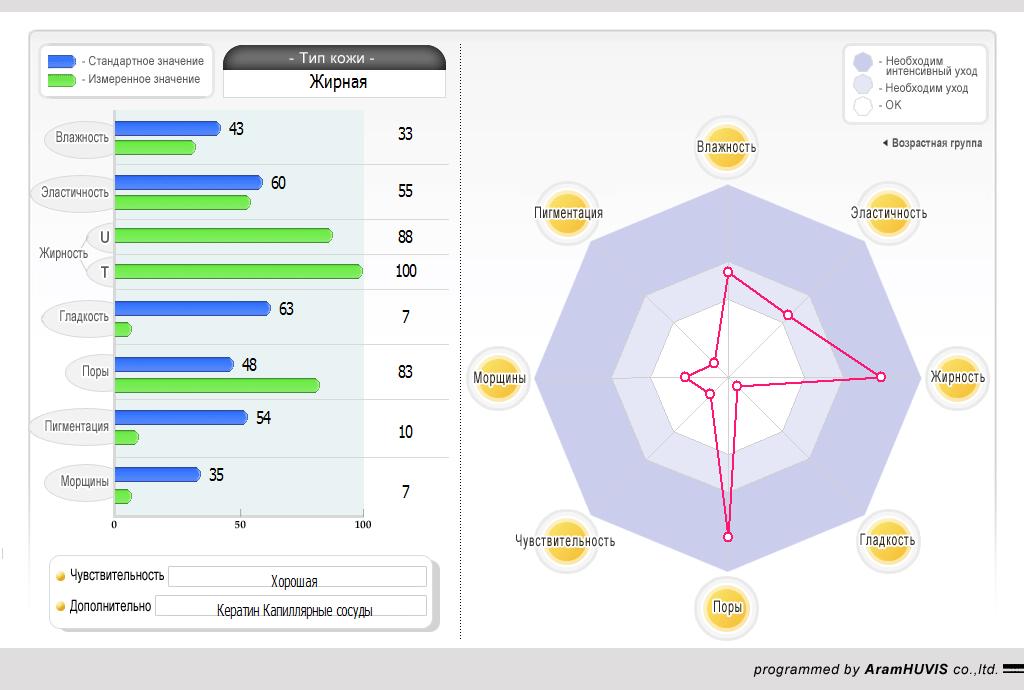 - Стандартное значение
- Измеренное значение
- Тип кожи -
Жирная
- Необходим
интенсивный уход
- Необходим уход
- OK
Возрастная группа
Влажность
43
33
Эластичность
60
55
Жирность
U
88
T
100
Гладкость
63
7
Поры
48
83
Пигментация
54
10
Морщины
35
7
0
50
100
Чувствительность
Хорошая
Дополнительно
Кератин Капиллярные сосуды
Влажность
Пигментация
Эластичность
Морщины
Жирность
Чувствительность
Гладкость
Поры
programmed by AramHUVIS co.,ltd.